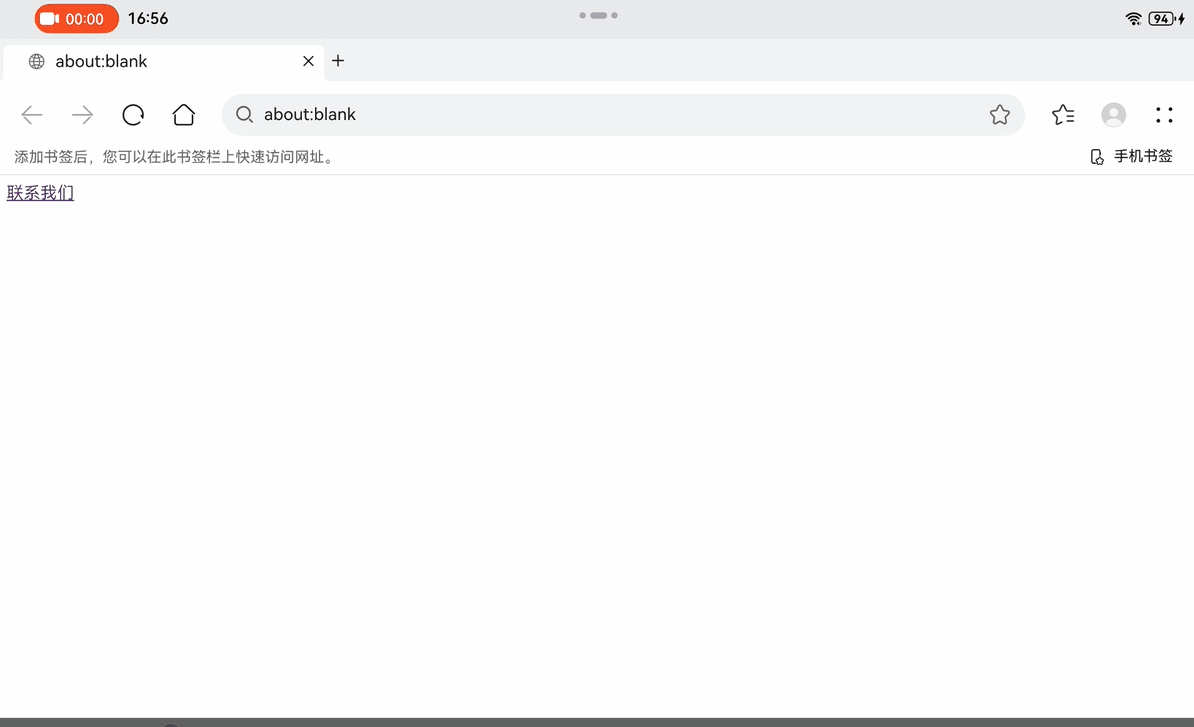 00:00 16:56 94
about:blank
about:blank
添加书签后，您可以在此书签栏上快速访问网址。 手机书签
联系我们